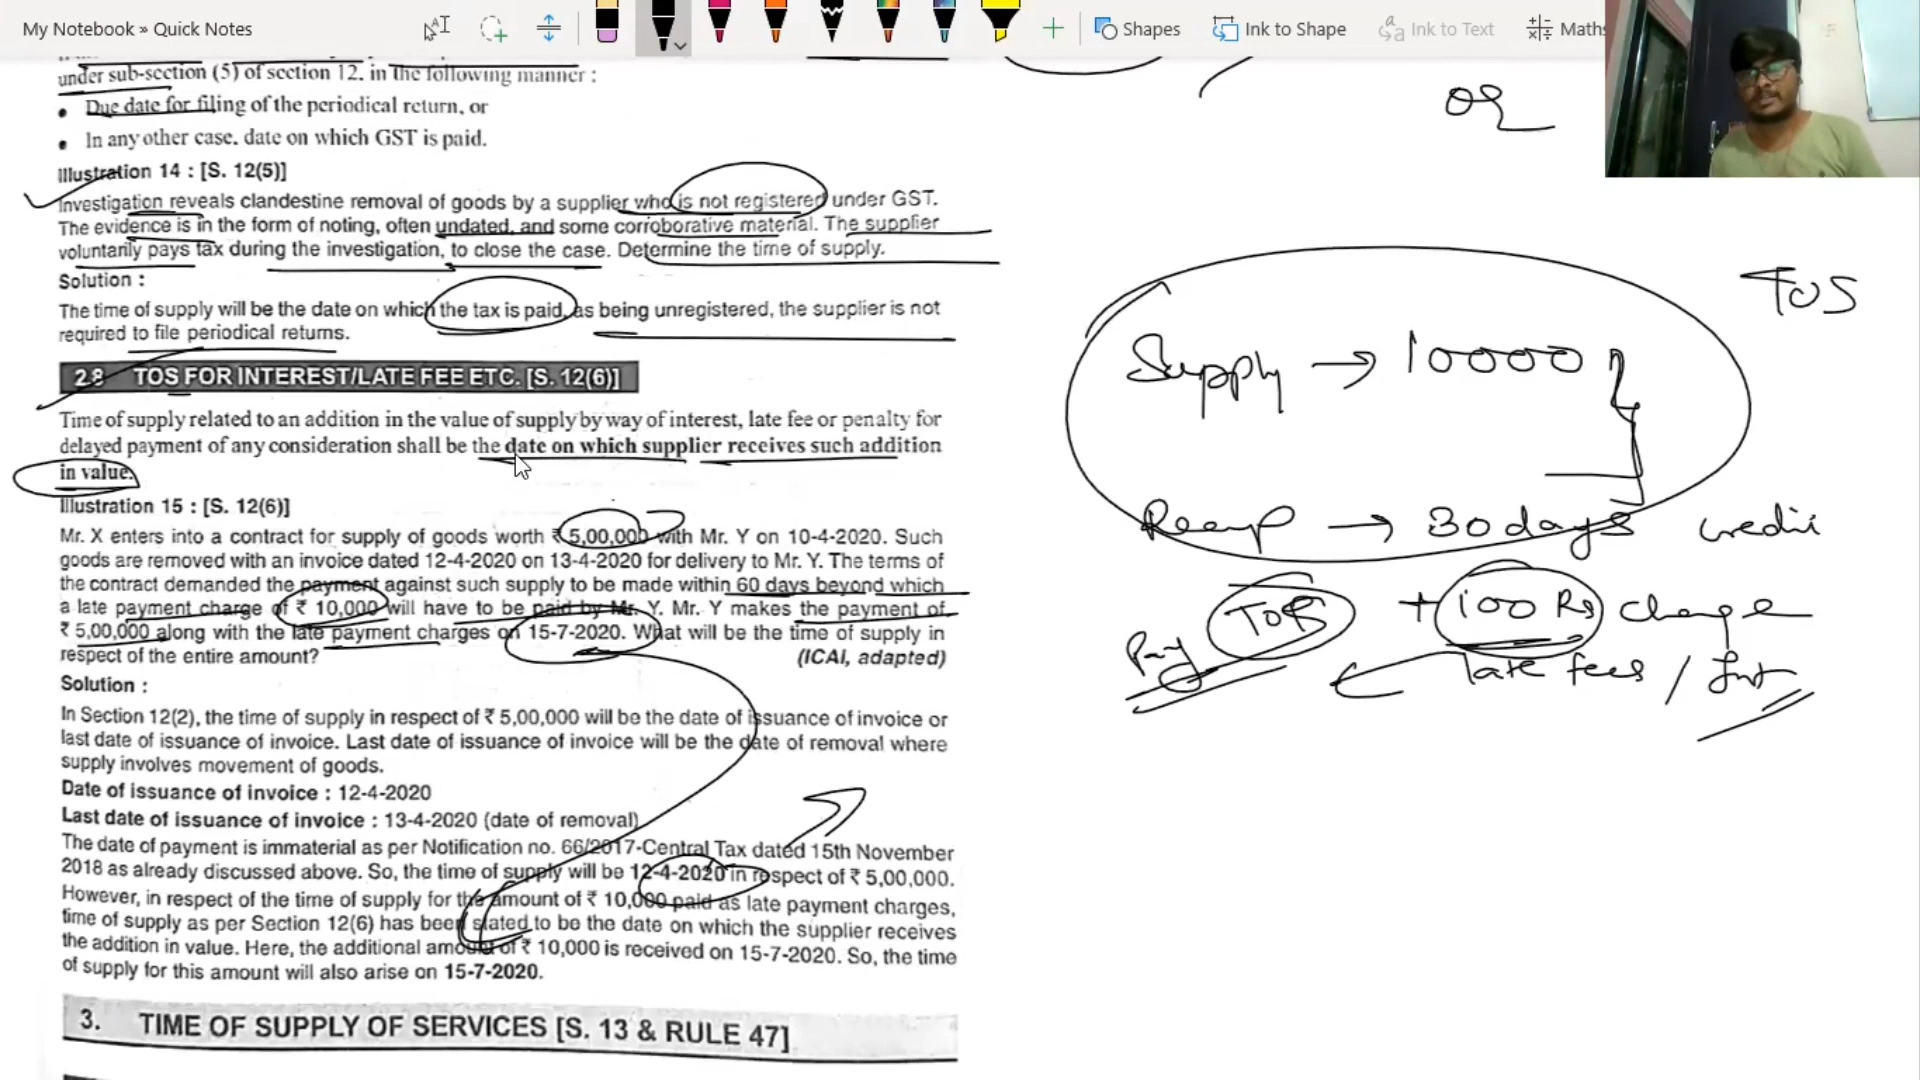 My Notebook » Quick Notes
Shapes
Ink to Shape
Ink to Text
Maths
under sub-section (5) of section 12. in the following manner :
• Due date for filing of the periodical return, or
• In any other case. date on which GST is paid.
Illustration 14 : [S. 12(5)]
Investigation reveals clandestine removal of goods by a supplier who is not registered under GST.
The evidence is in the form of noting, often undated, and some corroborative material. The supplier
voluntarily pays tax during the investigation, to close the case. Determine the time of supply.
Solution :
The time of supply will be the date on which the tax is paid, as being unregistered, the supplier is not
required to file periodical returns.
2.8 TOS FOR INTEREST/LATE FEE ETC. [S. 12(6)]
Time of supply related to an addition in the value of supply by way of interest, late fee or penalty for
delayed payment of any consideration shall be the date on which supplier receives such addition
in value.
Illustration 15 : [S. 12(6)]
Mr. X enters into a contract for supply of goods worth ₹ 5,00,000 with Mr. Y on 10-4-2020. Such
goods are removed with an invoice dated 12-4-2020 on 13-4-2020 for delivery to Mr. Y. The terms of
the contract demanded the payment against such supply to be made within 60 days beyond which
a late payment charge of ₹ 10,000 will have to be paid by Mr. Y. Mr. Y makes the payment of
₹ 5,00,000 along with the late payment charges on 15-7-2020. What will be the time of supply in
respect of the entire amount? (ICAI, adapted)
Solution :
In Section 12(2), the time of supply in respect of ₹ 5,00,000 will be the date of issuance of invoice or
last date of issuance of invoice. Last date of issuance of invoice will be the date of removal where
supply involves movement of goods.
Date of issuance of invoice : 12-4-2020
Last date of issuance of invoice : 13-4-2020 (date of removal)
The date of payment is immaterial as per Notification no. 66/2017-Central Tax dated 15th November
2018 as already discussed above. So, the time of supply will be 12-4-2020 in respect of ₹ 5,00,000.
However, in respect of the time of supply for the amount of ₹ 10,000 paid as late payment charges,
time of supply as per Section 12(6) has been stated to be the date on which the supplier receives
the addition in value. Here, the additional amount of ₹ 10,000 is received on 15-7-2020. So, the time
of supply for this amount will also arise on 15-7-2020.
3. TIME OF SUPPLY OF SERVICES [S. 13 & RULE 47]
or
TOS
Supply → 10000
→ 30 days credit
Pay TOS + 100 Rs charge
late fees / Int